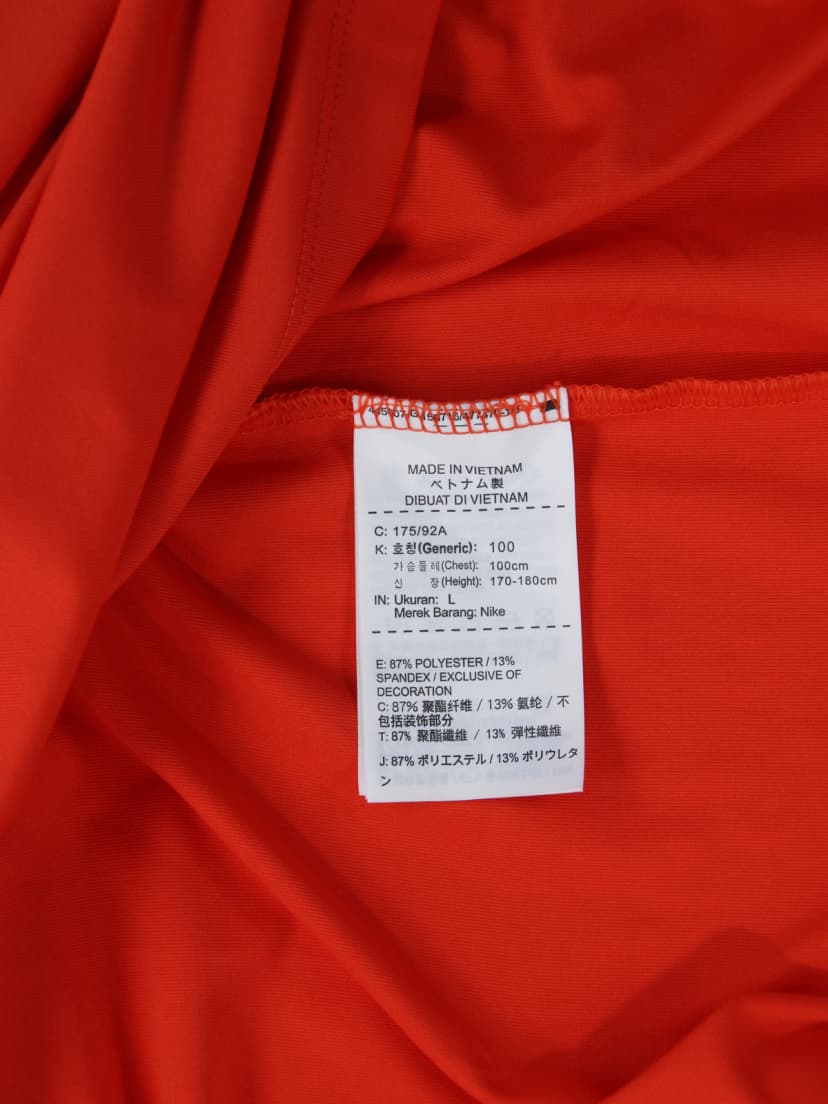 MADE IN VIETNAM
ベトナム製
DIBUAT DI VIETNAM
C: 175/92A
K: 호칭(Generic): 100
가슴둘레(Chest): 100cm
신 장(Height): 170-180cm
IN: Ukuran: L
Merek Barang: Nike
E: 87% POLYESTER / 13%
SPANDEX / EXCLUSIVE OF
DECORATION
C: 87% 聚酯纤维 / 13% 氨纶 / 不
包括装饰部分
T: 87% 聚酯纖維 / 13% 彈性纖維
J: 87% ポリエステル / 13% ポリウレタ
ン